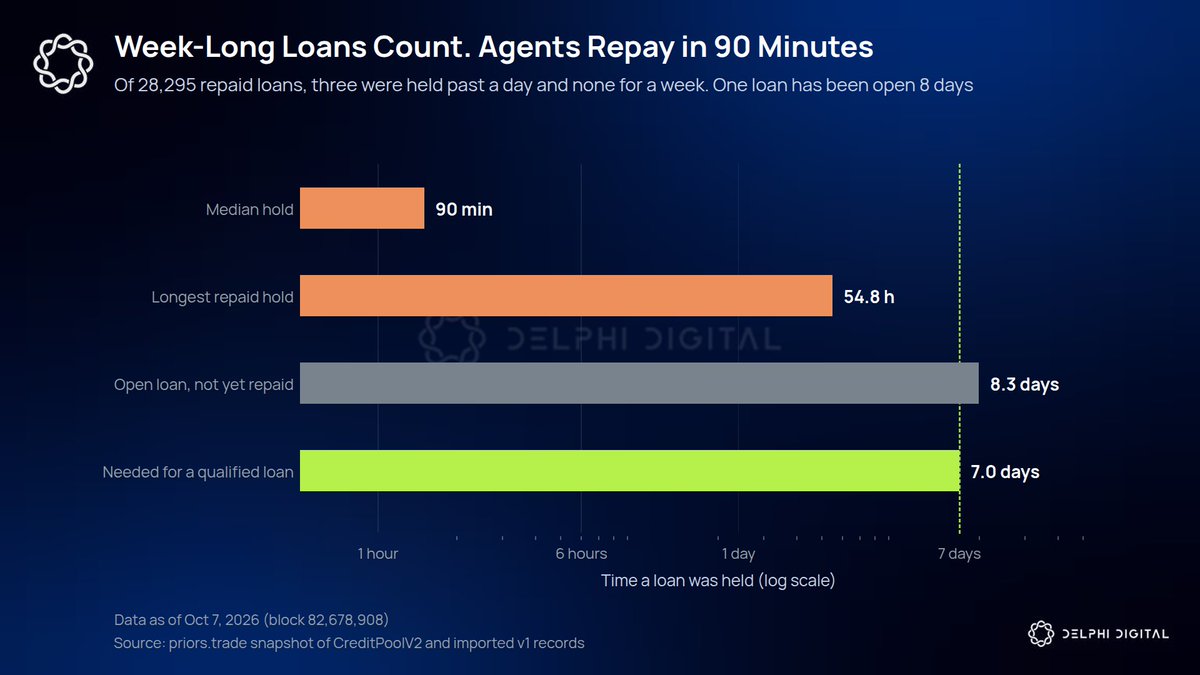 Week-Long Loans Count. Agents Repay in 90 Minutes
Of 28,295 repaid loans, three were held past a day and none for a week. One loan has been open 8 days
Median hold
90 min
Longest repaid hold
54.8 h
DELPHI DIGITAL
Open loan, not yet repaid
8.3 days
Needed for a qualified loan
7.0 days
1 hour
6 hours
1 day
7 days
Time a loan was held (log scale)
Data as of Oct 7, 2026 (block 82,678,908)
Source: priors.trade snapshot of CreditPoolV2 and imported v1 records
DELPHI DIGITAL